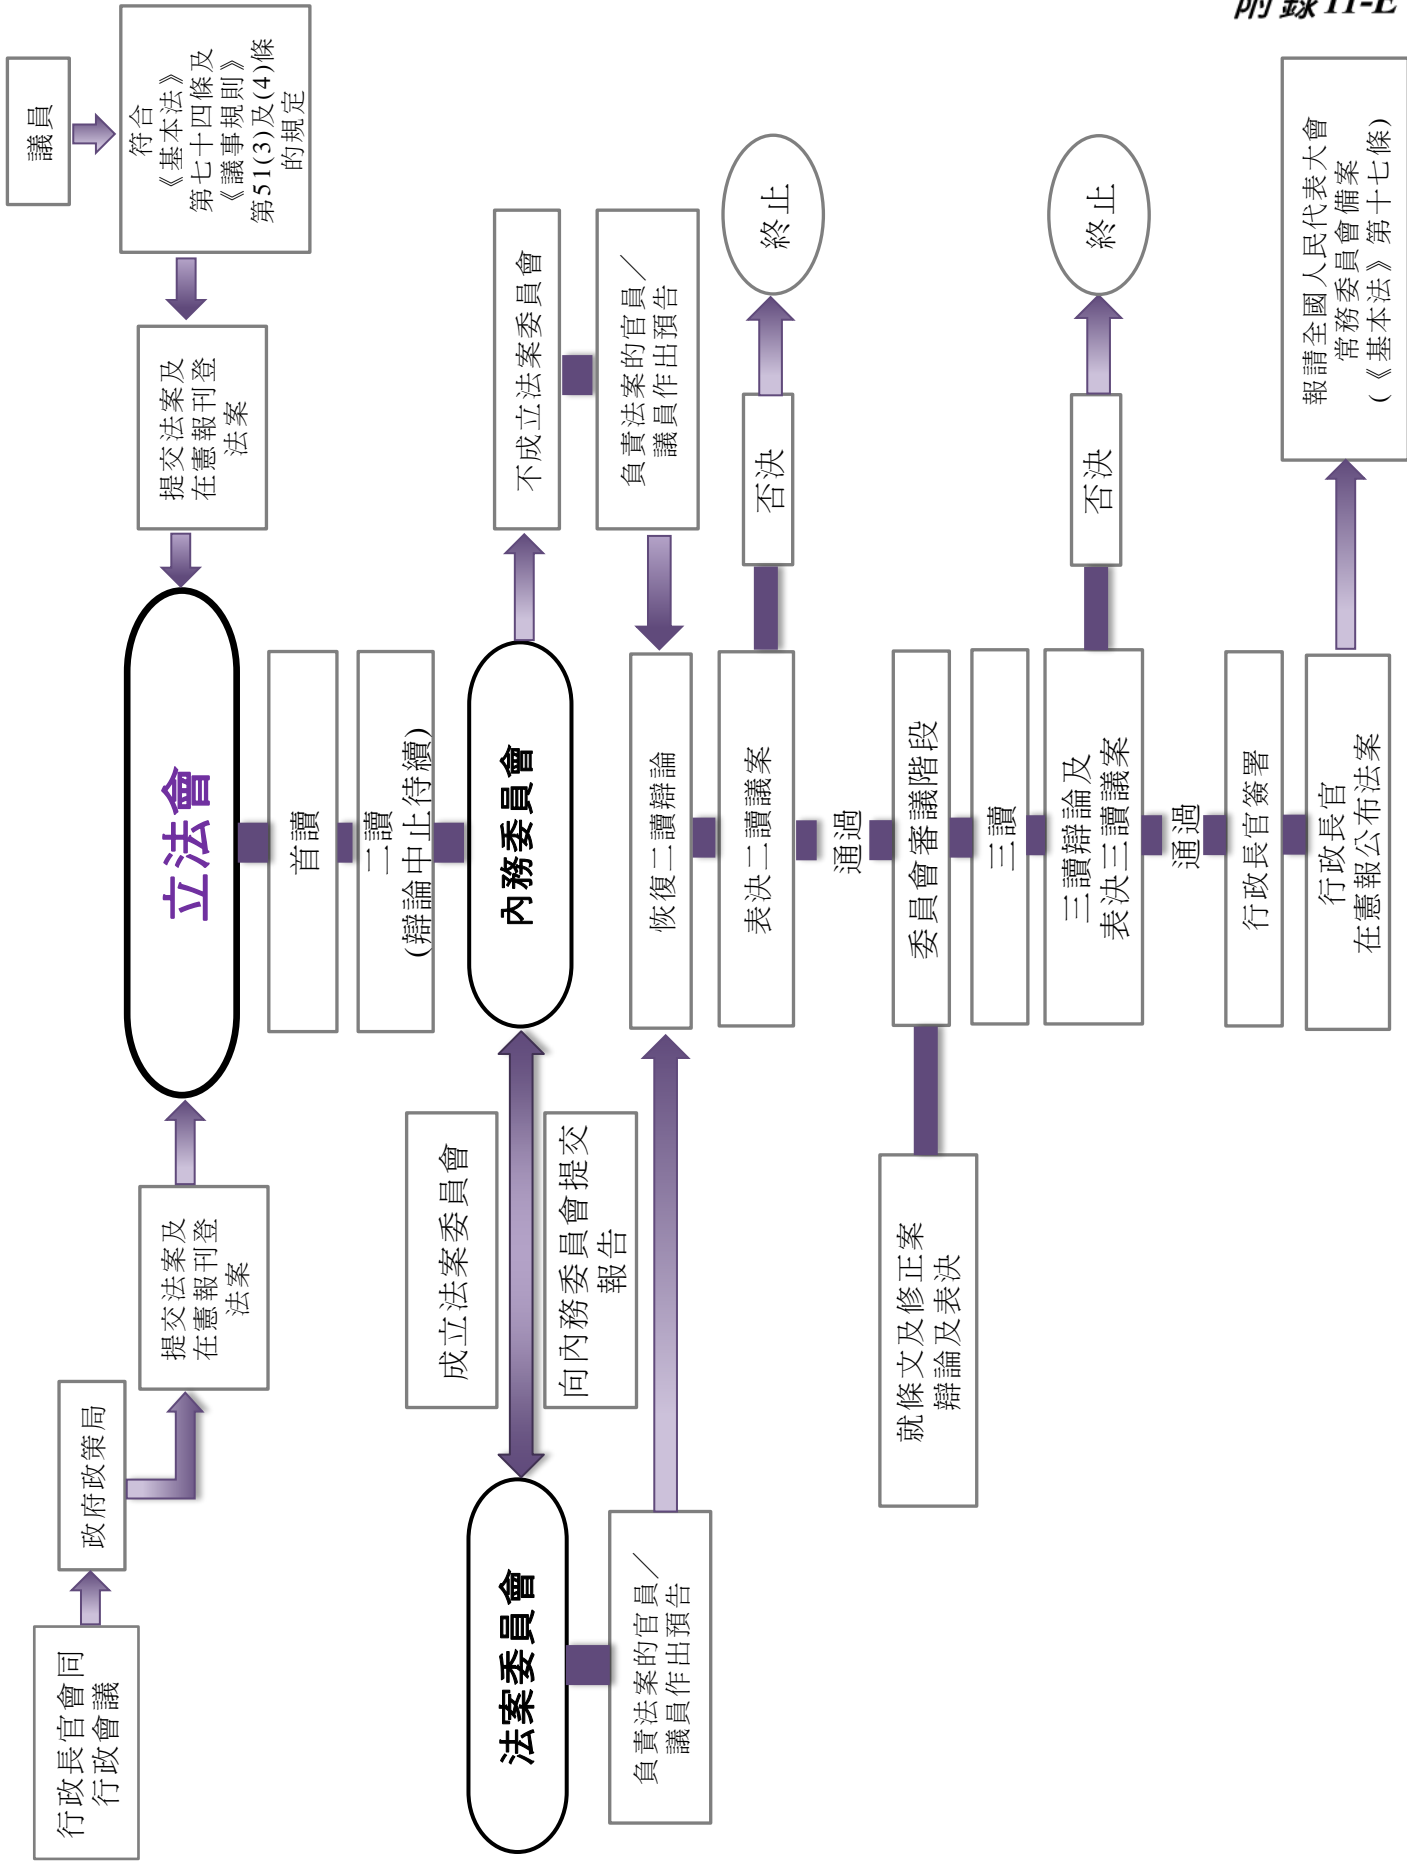 附錄 11-E
行政長官會同
行政會議
政府政策局
提交法案及
在憲報刊登
法案
議員
符合
《基本法》
第七十四條及
《議事規則》
第51(3)及(4)條
的規定
提交法案及
在憲報刊登
法案
立法會
首讀
二讀
(辯論中止待續)
內務委員會
成立法案委員會
向內務委員會提交
報告
法案委員會
負責法案的官員／
議員作出預告
不成立法案委員會
負責法案的官員／
議員作出預告
恢復二讀辯論
表決二讀議案
否決
終止
通過
委員會審議階段
就條文及修正案
辯論及表決
三讀
三讀辯論及
表決三讀議案
否決
終止
通過
行政長官簽署
行政長官
在憲報公布法案
報請全國人民代表大會
常務委員會備案
(《基本法》第十七條)